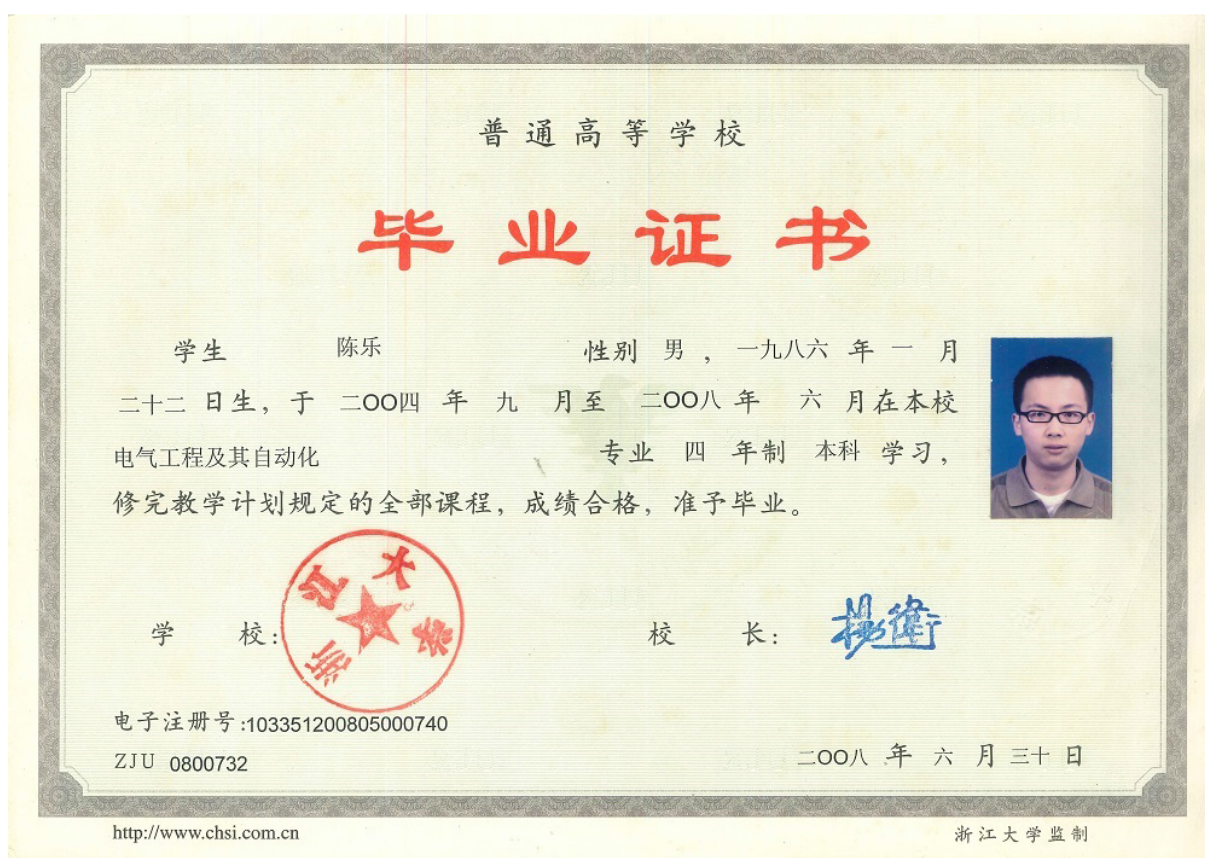 普通高等学校
毕业证书
学生 陈乐 性别 男 ，一九八六 年 一 月
二十二 日生，于 二OO四 年 九 月至 二OO八 年 六 月在本校
电气工程及其自动化 专业 四 年制 本科 学习，
修完教学计划规定的全部课程，成绩合格，准予毕业。
浙江大学
学 校： 校 长： 楊衛
电子注册号:103351200805000740
ZJU 0800732 二OO八 年 六 月 三十 日
http://www.chsi.com.cn 浙江大学监制